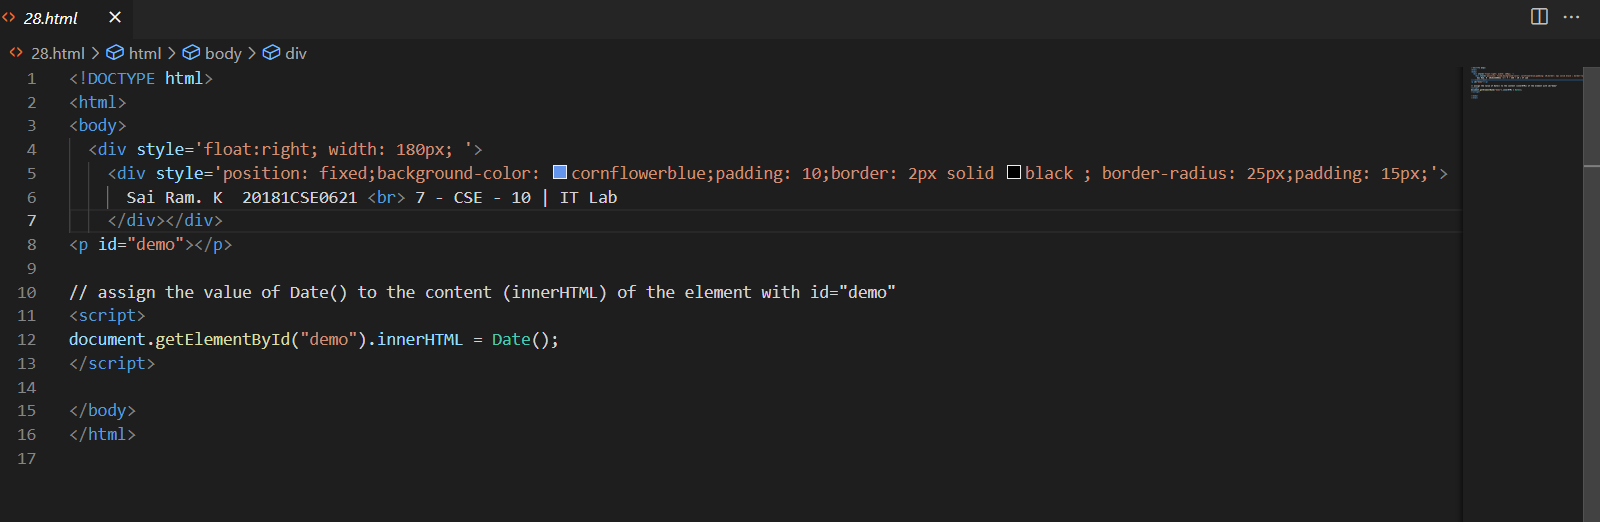 28.html
28.html > html > body > div
1 <!DOCTYPE html>
2 <html>
3 <body>
4 <div style='float:right; width: 180px; '>
5 <div style='position: fixed;background-color: cornflowerblue;padding: 10;border: 2px solid black ; border-radius: 25px;padding: 15px;'>
6 Sai Ram. K  20181CSE0621 <br> 7 - CSE - 10 | IT Lab
7 </div></div>
8 <p id="demo"></p>
9
10 // assign the value of Date() to the content (innerHTML) of the element with id="demo"
11 <script>
12 document.getElementById("demo").innerHTML = Date();
13 </script>
14
15 </body>
16 </html>
17